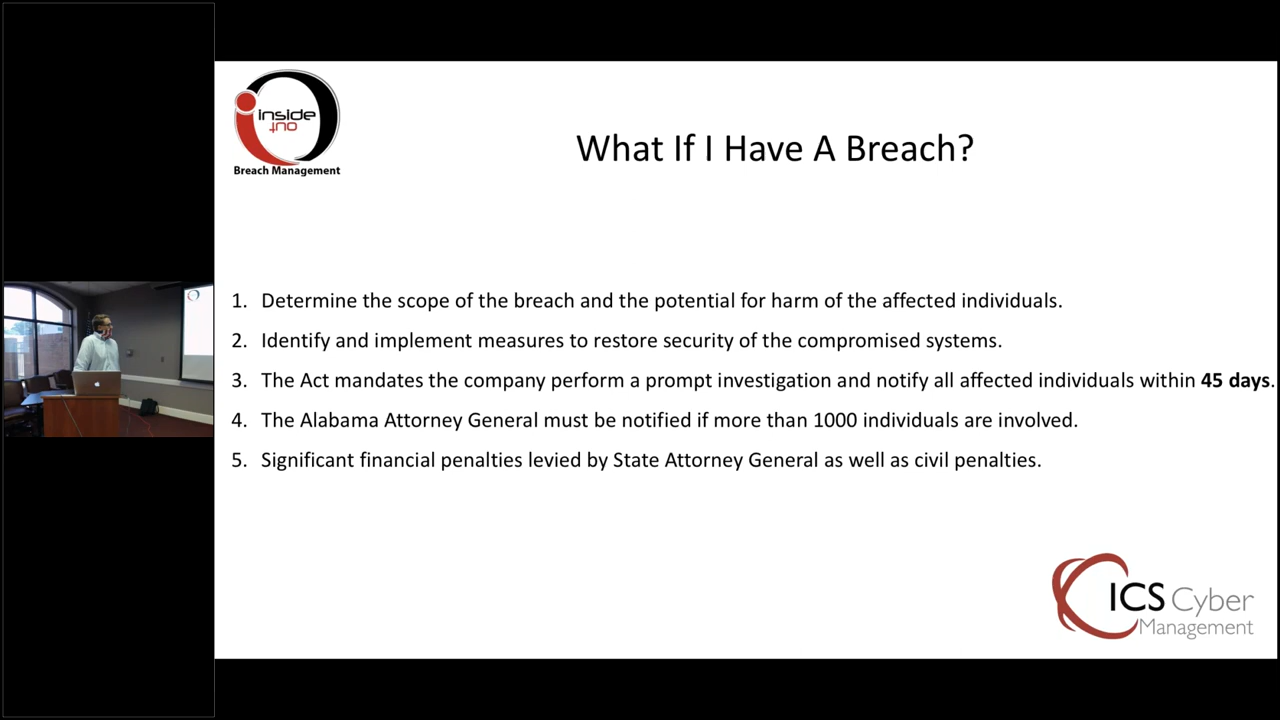 inside
out
Breach Management
What If I Have A Breach?
1. Determine the scope of the breach and the potential for harm of the affected individuals.
2. Identify and implement measures to restore security of the compromised systems.
3. The Act mandates the company perform a prompt investigation and notify all affected individuals within 45 days.
4. The Alabama Attorney General must be notified if more than 1000 individuals are involved.
5. Significant financial penalties levied by State Attorney General as well as civil penalties.
ICS Cyber
Management